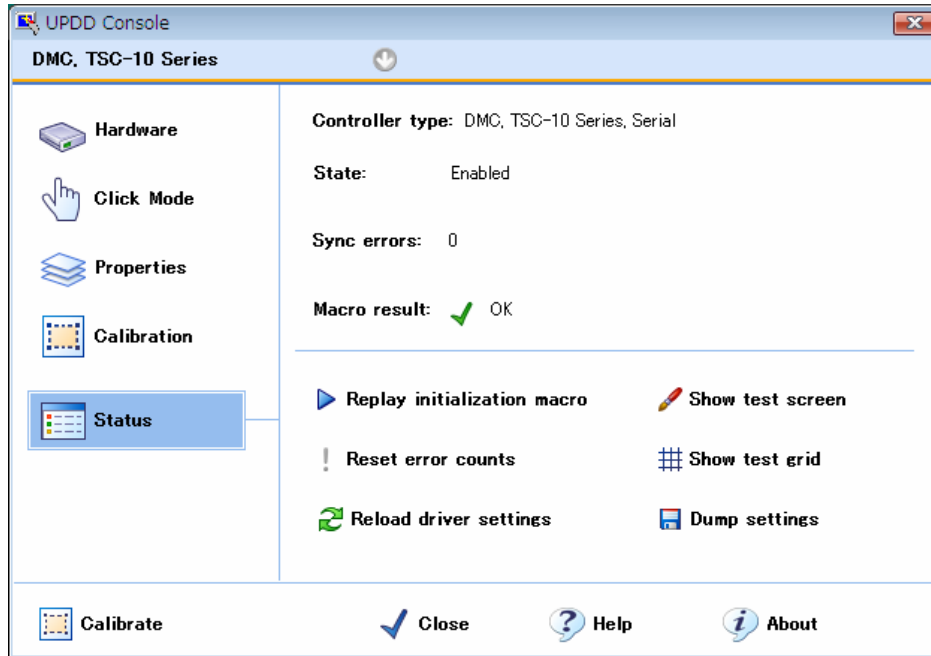 UPDD Console
DMC, TSC-10 Series
Hardware
Click Mode
Properties
Calibration
Status
Controller type: DMC, TSC-10 Series, Serial
State: Enabled
Sync errors: 0
Macro result: OK
Replay initialization macro
Show test screen
Reset error counts
Show test grid
Reload driver settings
Dump settings
Calibrate
Close
Help
About